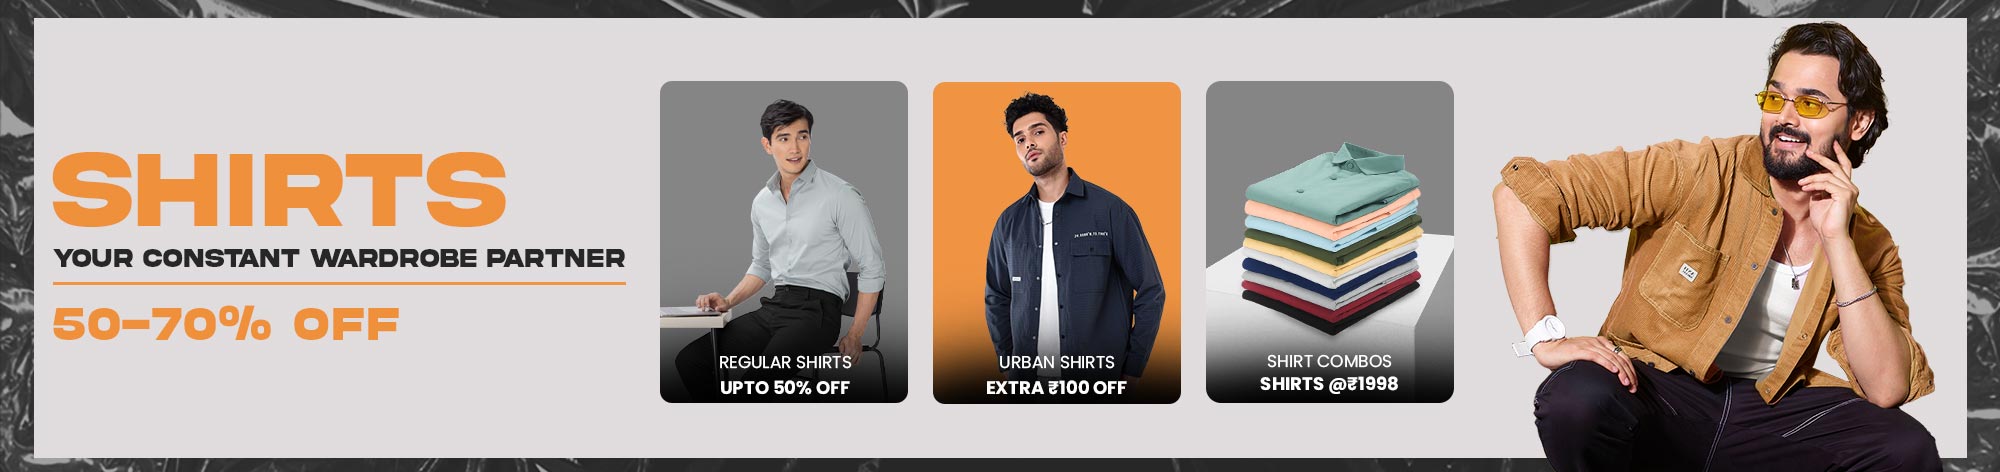 SHIRTS
YOUR CONSTANT WARDROBE PARTNER
50-70% OFF
REGULAR SHIRTS
UPTO 50% OFF
URBAN SHIRTS
EXTRA ₹100 OFF
SHIRT COMBOS
SHIRTS @₹1998